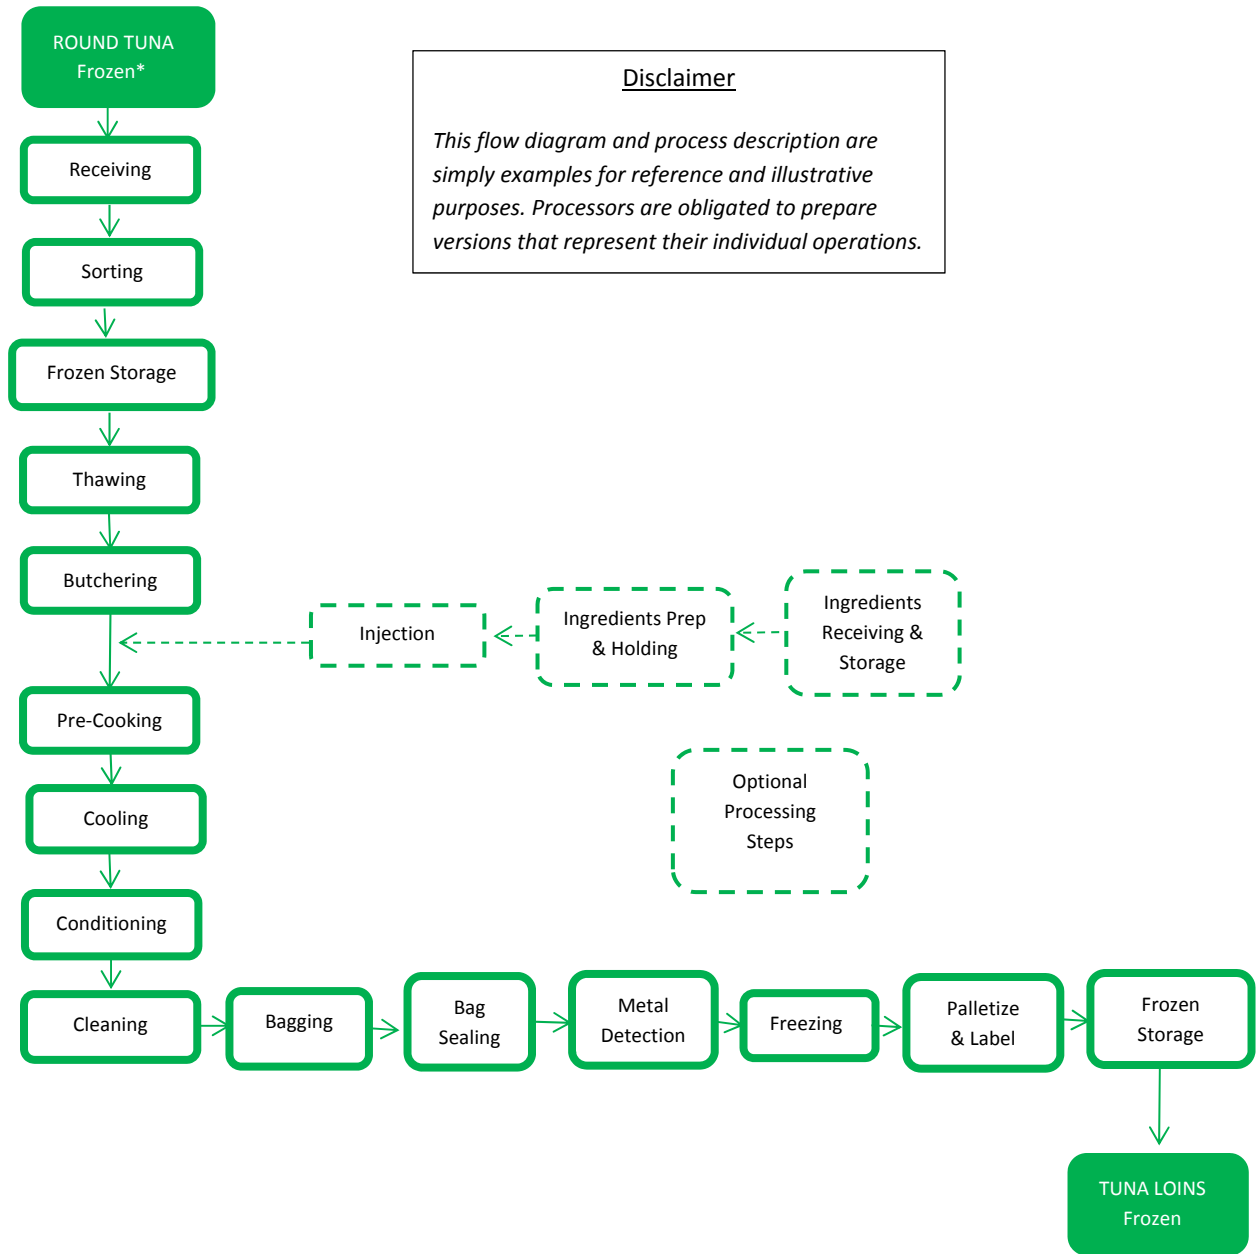 ROUND TUNA
Frozen*
Disclaimer
This flow diagram and process description are
simply examples for reference and illustrative
purposes. Processors are obligated to prepare
versions that represent their individual operations.
Receiving
Sorting
Frozen Storage
Thawing
Butchering
Injection
Ingredients Prep
& Holding
Ingredients
Receiving &
Storage
Pre-Cooking
Optional
Processing
Steps
Cooling
Conditioning
Cleaning
Bagging
Bag
Sealing
Metal
Detection
Freezing
Palletize
& Label
Frozen
Storage
TUNA LOINS
Frozen